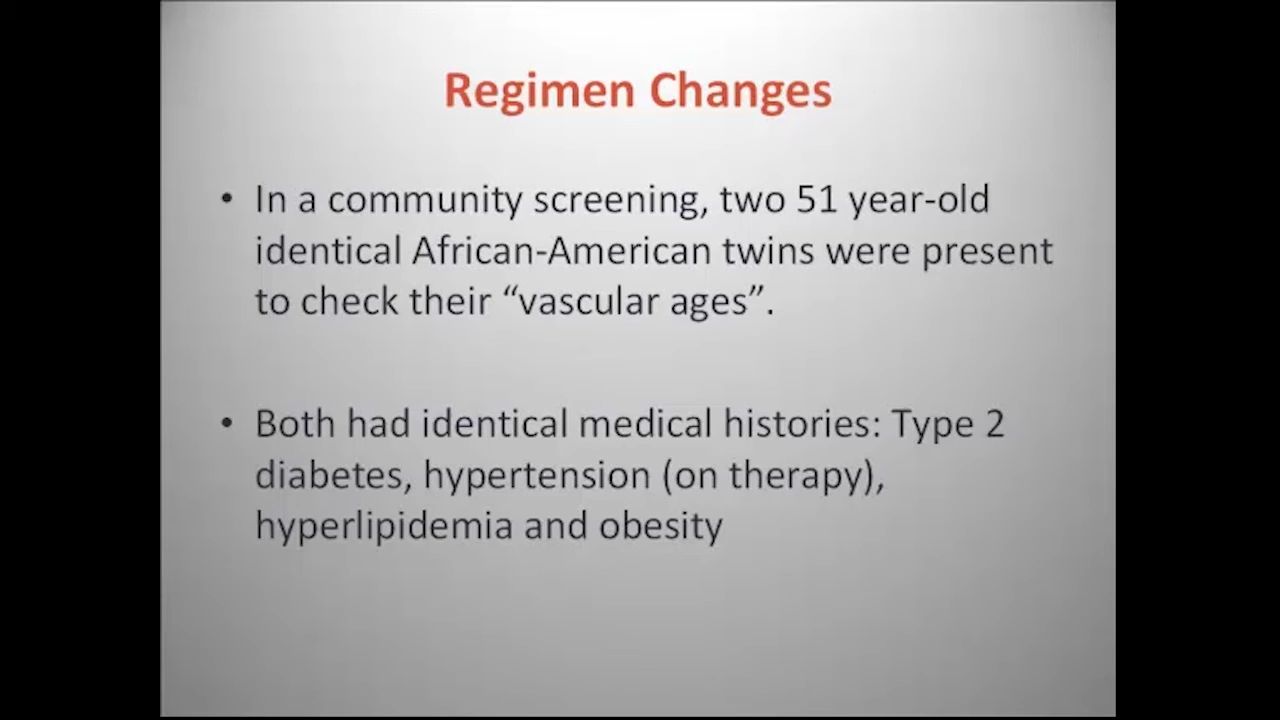 Regimen Changes
• In a community screening, two 51 year-old
identical African-American twins were present
to check their “vascular ages”.
• Both had identical medical histories: Type 2
diabetes, hypertension (on therapy),
hyperlipidemia and obesity